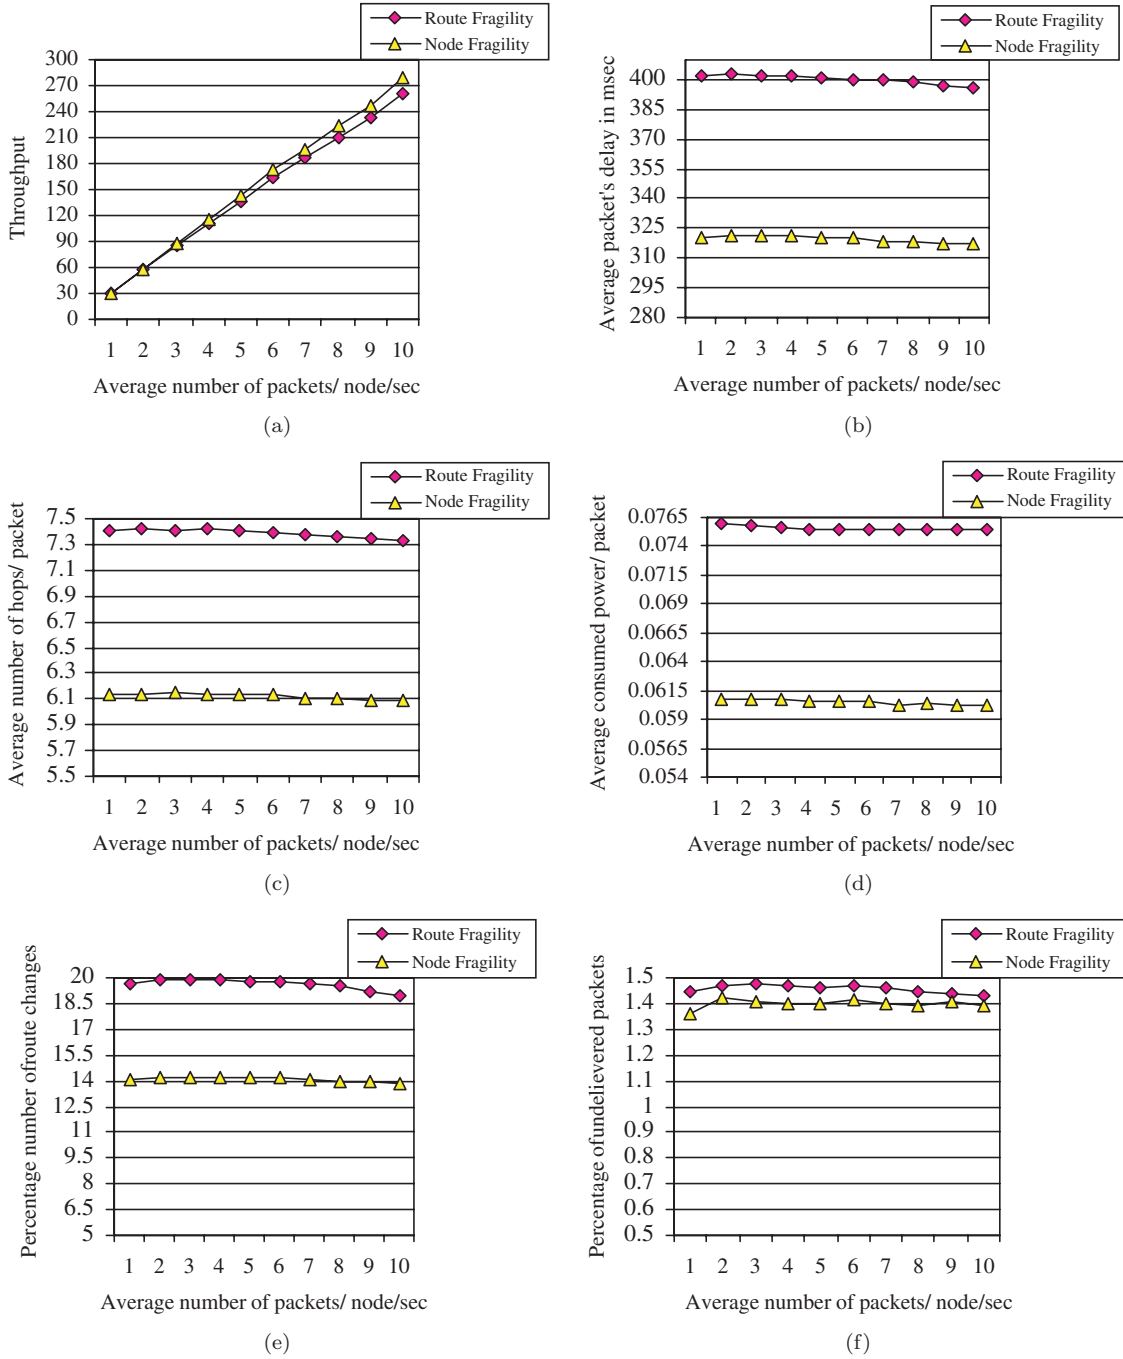 Route Fragility
Node Fragility
300
270
240
210
180
150
120
90
60
30
0
Throughput
1 2 3 4 5 6 7 8 9 10
Average number of packets/ node/sec
(a)
Route Fragility
Node Fragility
400
385
370
355
340
325
310
295
280
Average packet's delay in msec
1 2 3 4 5 6 7 8 9 10
Average number of packets/ node/sec
(b)
Route Fragility
Node Fragility
7.5
7.3
7.1
6.9
6.7
6.5
6.3
6.1
5.9
5.7
5.5
Average number of hops/ packet
1 2 3 4 5 6 7 8 9 10
Average number of packets/ node/sec
(c)
Route Fragility
Node Fragility
0.0765
0.074
0.0715
0.069
0.0665
0.064
0.0615
0.059
0.0565
0.054
Average consumed power/ packet
1 2 3 4 5 6 7 8 9 10
Average number of packets/ node/sec
(d)
Route Fragility
Node Fragility
20
18.5
17
15.5
14
12.5
11
9.5
8
6.5
5
Percentage number ofroute changes
1 2 3 4 5 6 7 8 9 10
Average number of packets/ node/sec
(e)
Route Fragility
Node Fragility
1.5
1.4
1.3
1.2
1.1
1
0.9
0.8
0.7
0.6
0.5
Percentage ofundelievered packets
1 2 3 4 5 6 7 8 9 10
Average number of packets/ node/sec
(f)